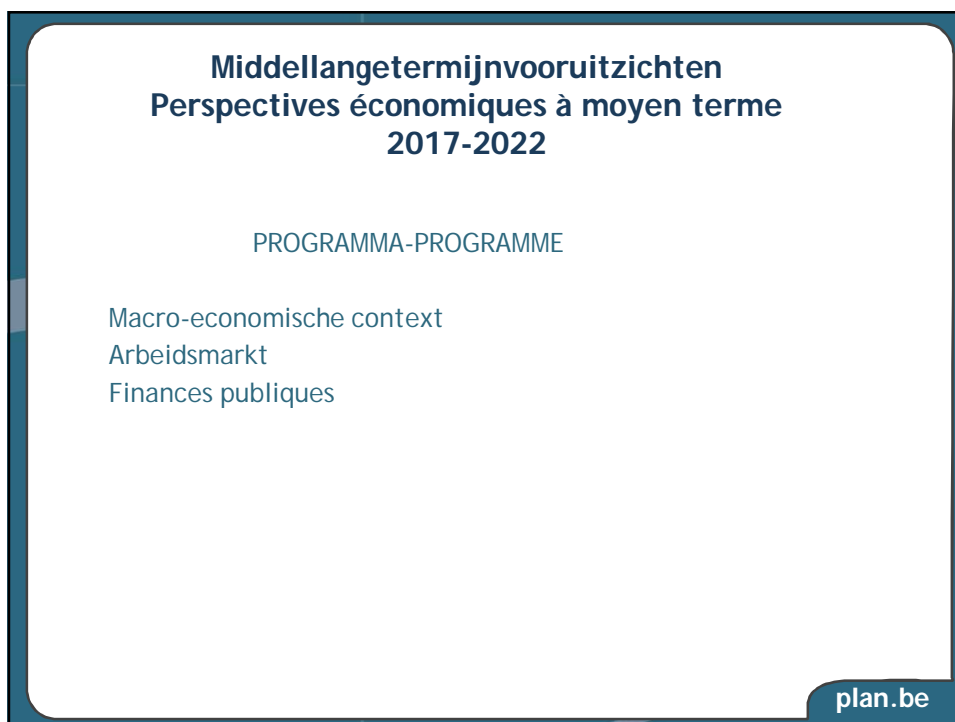 Middellangetermijnvooruitzichten
Perspectives économiques à moyen terme
2017-2022
PROGRAMMA-PROGRAMME
Macro-economische context
Arbeidsmarkt
Finances publiques
plan.be